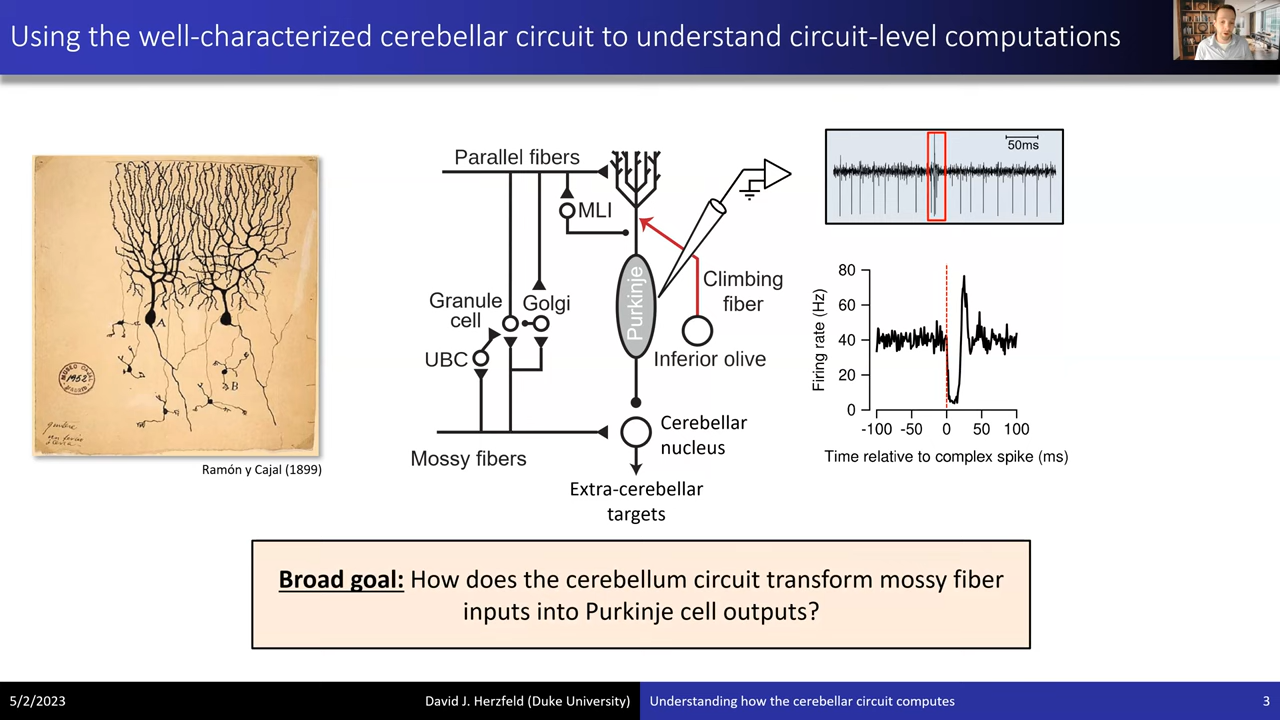 Using the well-characterized cerebellar circuit to understand circuit-level computations
A
B
MUSEO CAJAL
1952
Ramón y Cajal (1899)
Parallel fibers
MLI
Granule
cell
Golgi
UBC
Purkinje
Climbing
fiber
Inferior olive
Mossy fibers
Cerebellar
nucleus
Extra-cerebellar
targets
50ms
Firing rate (Hz)
80
60
40
20
0
-100 -50 0 50 100
Time relative to complex spike (ms)
Broad goal: How does the cerebellum circuit transform mossy fiber
inputs into Purkinje cell outputs?
5/2/2023
David J. Herzfeld (Duke University)
Understanding how the cerebellar circuit computes
3